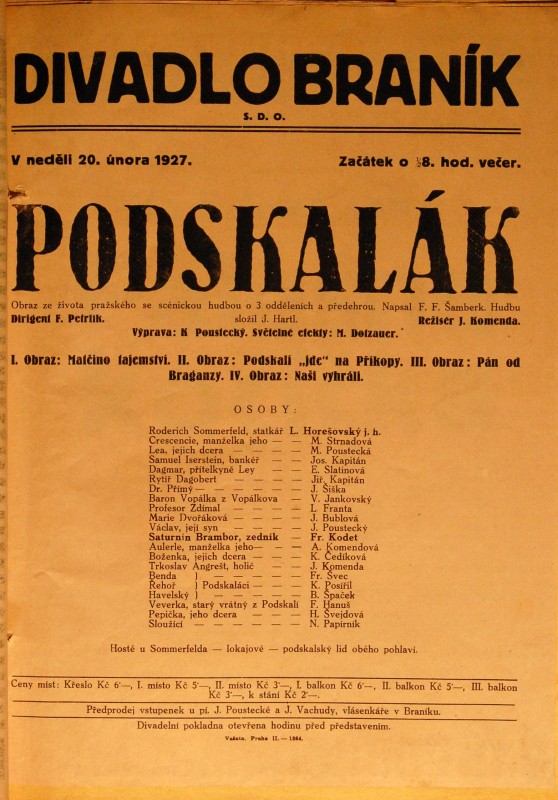 DIVADLO BRANÍK
S. D. O.
V neděli 20. února 1927. Začátek o ½8. hod. večer.
PODSKALÁK
Obraz ze života pražského se scénickou hudbou o 3 odděleních a předehrou. Napsal F. F. Šamberk. Hudbu
Dirigent F. Petrlík. složil J. Hartl. Režisér J. Komenda.
Výprava: K Poustecký. Světelné efekty: M. Dotzauer.
I. Obraz: Matčino tajemství. II. Obraz: Podskalí „jde" na Příkopy. III. Obraz: Pán od
Braganzy. IV. Obraz: Naši vyhráli.
OSOBY:
Roderich Sommerfeld, statkář L. Horešovský j. h.
Crescencie, manželka jeho — — M. Strnadová
Lea, jejich dcera — — — — M. Poustecká
Samuel Iserstein, bankéř — — Jos. Kapitán
Dagmar, přítelkyně Ley — — E. Slatinová
Rytíř Dagobert — — — — Jiř. Kapitán
Dr. Přímý — — — — — J. Šiška
Baron Vopálka z Vopálkova — V. Jankovský
Profesor Ždímal — — — — L. Franta
Marie Dvořáková — — — — J. Bublová
Václav, její syn — — — — J. Poustecký
Saturnin Brambor, zedník — Fr. Kodet
Aulerle, manželka jeho — — A. Komendová
Boženka, jejich dcera — — — K. Čedíková
Trkoslav Angrešt, holič — — J. Komenda
Benda } — — — — — Fr. Švec
Řehoř } Podskaláci — — — K. Posířil
Havelský } — — — — — B. Špaček
Veverka, starý vrátný z Podskalí F. Hanuš
Pepička, jeho dcera — — — H. Švejdová
Sloužící — — — — — — N. Papírník
Hosté u Sommerfelda — lokajové — podskalský lid obého pohlaví.
Ceny míst: Křeslo Kč 6'—, I. místo Kč 5'—, II. místo Kč 3'—, I. balkon Kč 6'—, II. balkon Kč 5'—, III. balkon
Kč 3'—, k stání Kč 2'—.
Předprodej vstupenek u pí. J. Poustecké a J. Vachudy, vlásenkáře v Braníku.
Divadelní pokladna otevřena hodinu před představením.
Praha II. — 1864.